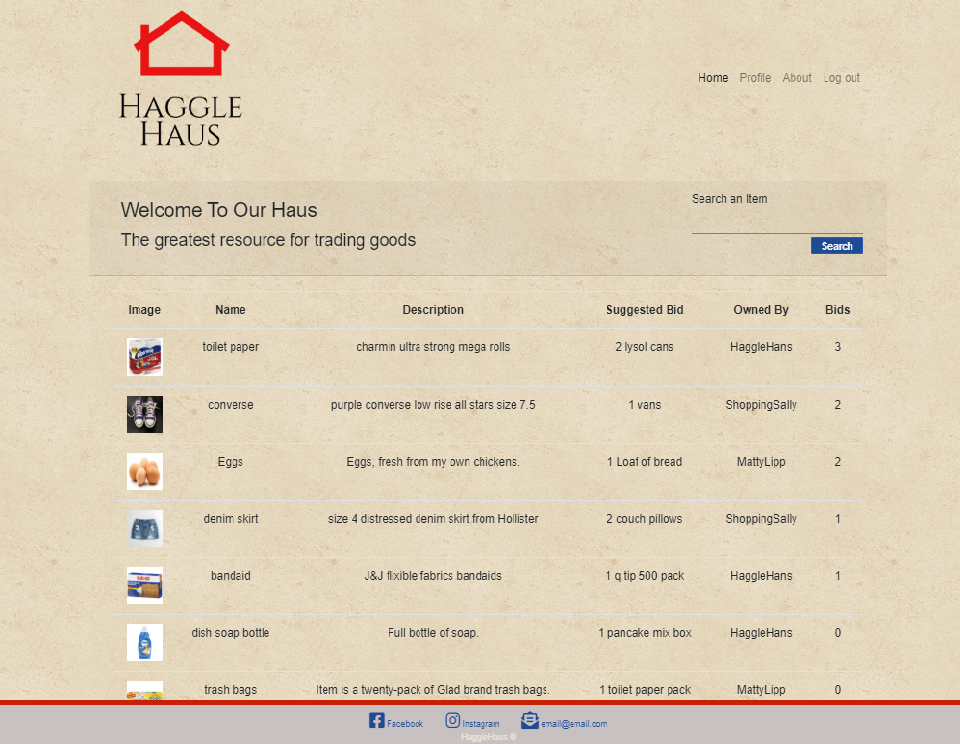 HAGGLE
HAUS
Home Profile About Log out
Welcome To Our Haus
The greatest resource for trading goods
Search an Item
Search
Image Name Description Suggested Bid Owned By Bids
toilet paper charmin ultra strong mega rolls 2 lysol cans HaggleHans 3
converse purple converse low rise all stars size 7.5 1 vans ShoppingSally 2
Eggs Eggs, fresh from my own chickens. 1 Loaf of bread MattyLipp 2
denim skirt size 4 distressed denim skirt from Hollister 2 couch pillows ShoppingSally 1
bandaid J&J flxible fabrics bandaids 1 q tip 500 pack HaggleHans 1
dish soap bottle Full bottle of soap. 1 pancake mix box HaggleHans 0
trash bags Item is a twenty-pack of Glad brand trash bags. 1 toilet paper pack MattyLipp 0
Facebook Instagram email@email.com
HaggleHaus ©